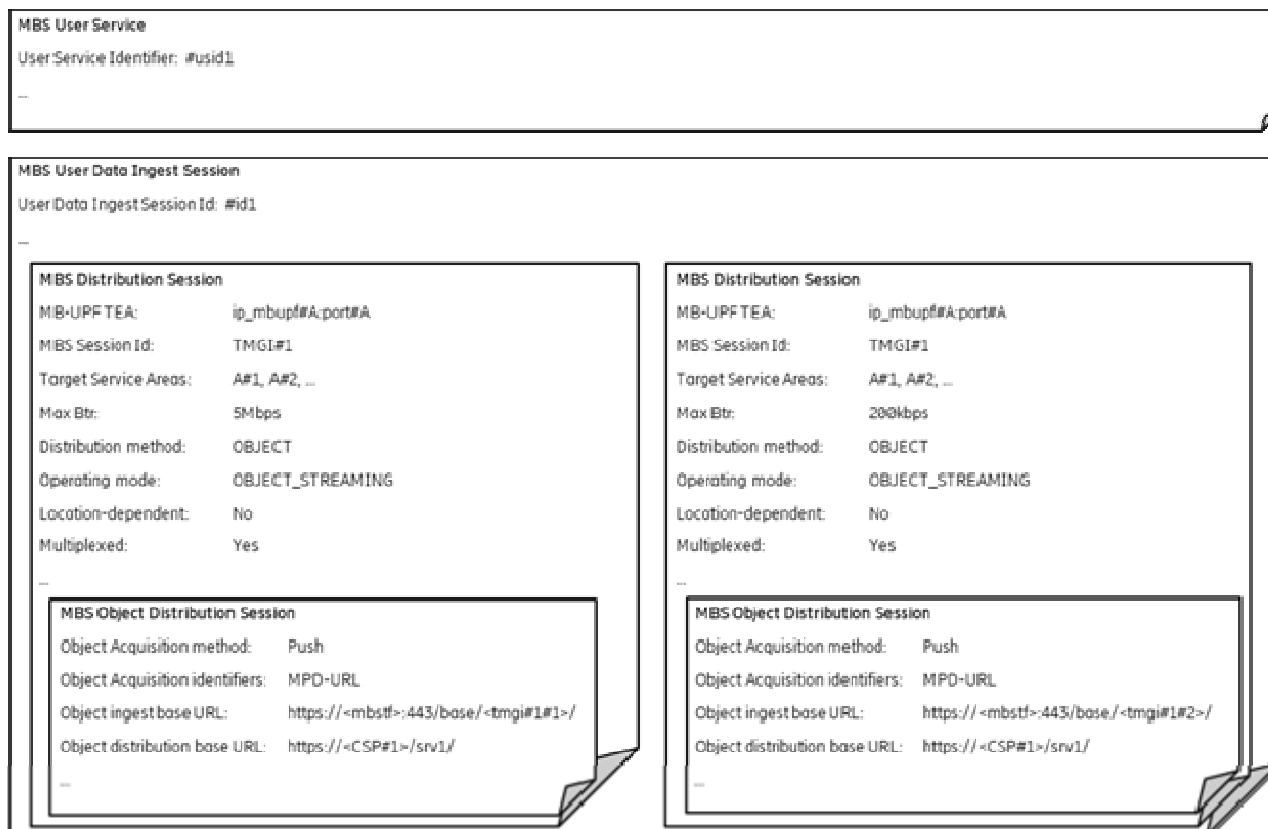 MBS User Service
User Service Identifier: #usid1
...
MBS User Data Ingest Session
User Data Ingest Session Id: #id1
...
MBS Distribution Session
MB-UPF TEA: ip_mbupf#A:port#A
MBS Session Id: TMGI#1
Target Service Areas: A#1, A#2, ...
Max Btr: 5Mbps
Distribution method: OBJECT
Operating mode: OBJECT_STREAMING
Location-dependent: No
Multiplexed: Yes
...
MBS Object Distribution Session
Object Acquisition method: Push
Object Acquisition identifiers: MPD-URL
Object ingest base URL: https://<mbstf>:443/base/<tmgi#1#1>/
Object distribution base URL: https://<CSP#1>/srv1/
...
MBS Distribution Session
MB-UPF TEA: ip_mbupf#A:port#A
MBS Session Id: TMGI#1
Target Service Areas: A#1, A#2, ...
Max Btr: 200kbps
Distribution method: OBJECT
Operating mode: OBJECT_STREAMING
Location-dependent: No
Multiplexed: Yes
...
MBS Object Distribution Session
Object Acquisition method: Push
Object Acquisition identifiers: MPD-URL
Object ingest base URL: https://<mbstf>:443/base/<tmgi#1#2>/
Object distribution base URL: https://<CSP#1>/srv1/
...